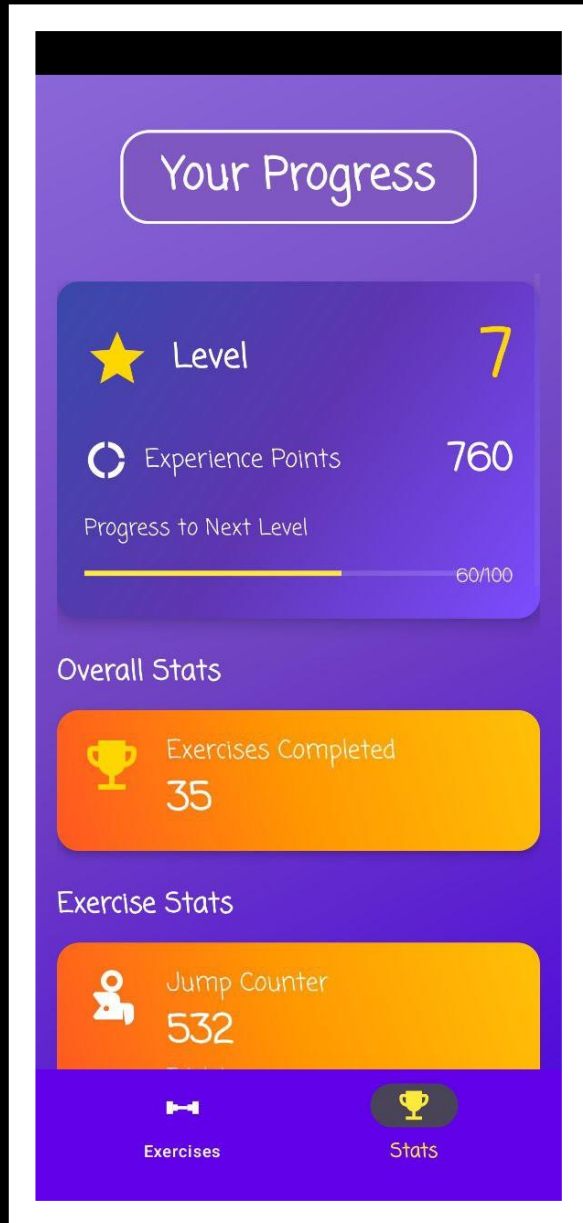 Your Progress
Level 7
Experience Points 760
Progress to Next Level
60/100
Overall Stats
Exercises Completed
35
Exercise Stats
Jump Counter
532
Exercises Stats